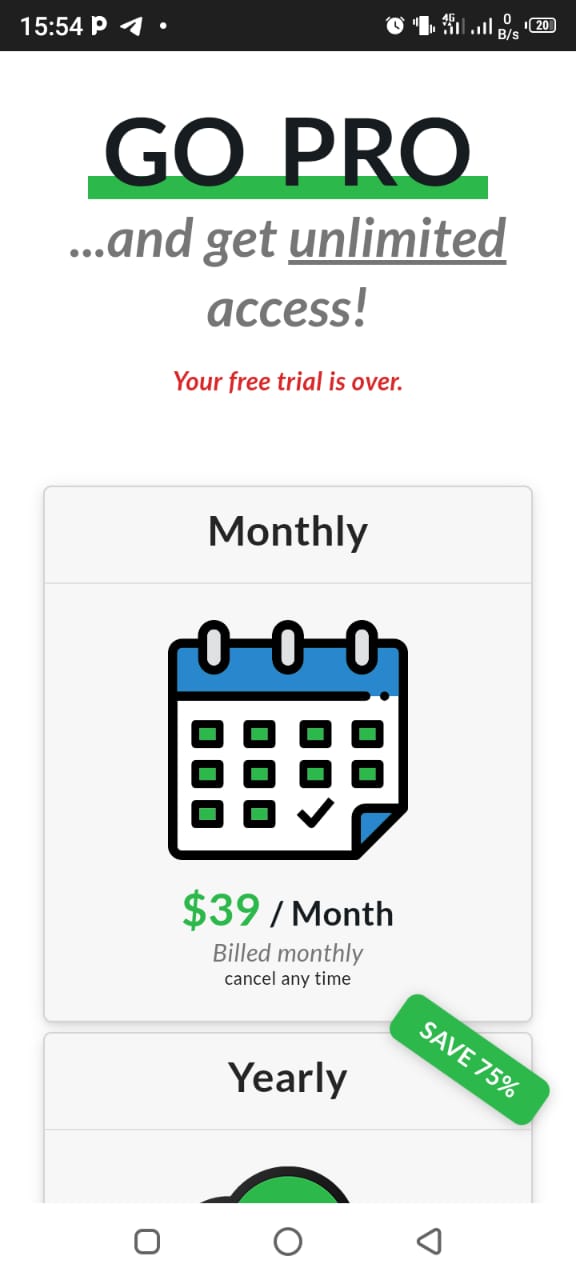 15:54 P
4G 0 B/s 20
GO PRO
...and get unlimited
access!
Your free trial is over.
Monthly
$39 / Month
Billed monthly
cancel any time
SAVE 75%
Yearly